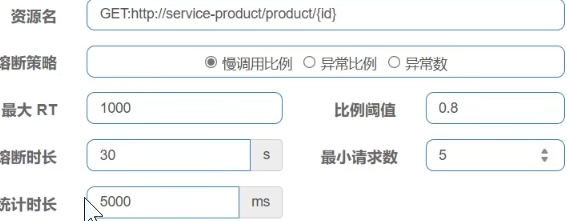 资源名 GET:http://service-product/product/{id}
熔断策略 慢调用比例 异常比例 异常数
最大 RT 1000 比例阈值 0.8
熔断时长 30 s 最小请求数 5
统计时长 5000 ms